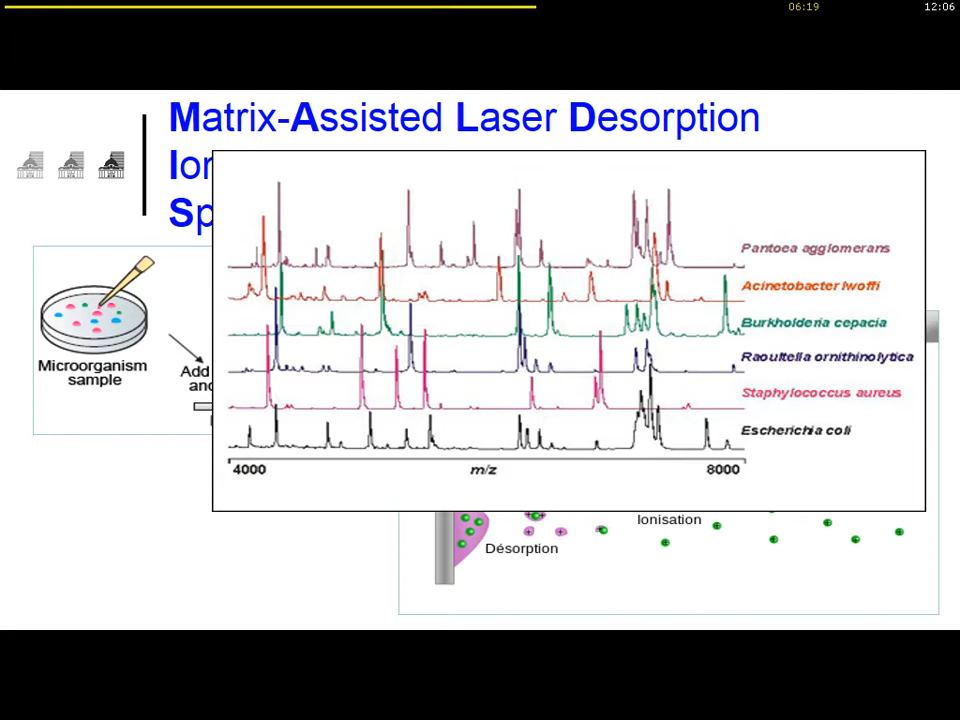 06:19
12:06
Matrix-Assisted Laser Desorption
Ior
Sp
Pantoea agglomerans
Acinetobacter lwoffi
Burkholderia cepacia
Raoultella ornithinolytica
Staphylococcus aureus
Escherichia coli
4000 m/z 8000
Microorganism
sample
Add
and
Ionisation
Désorption